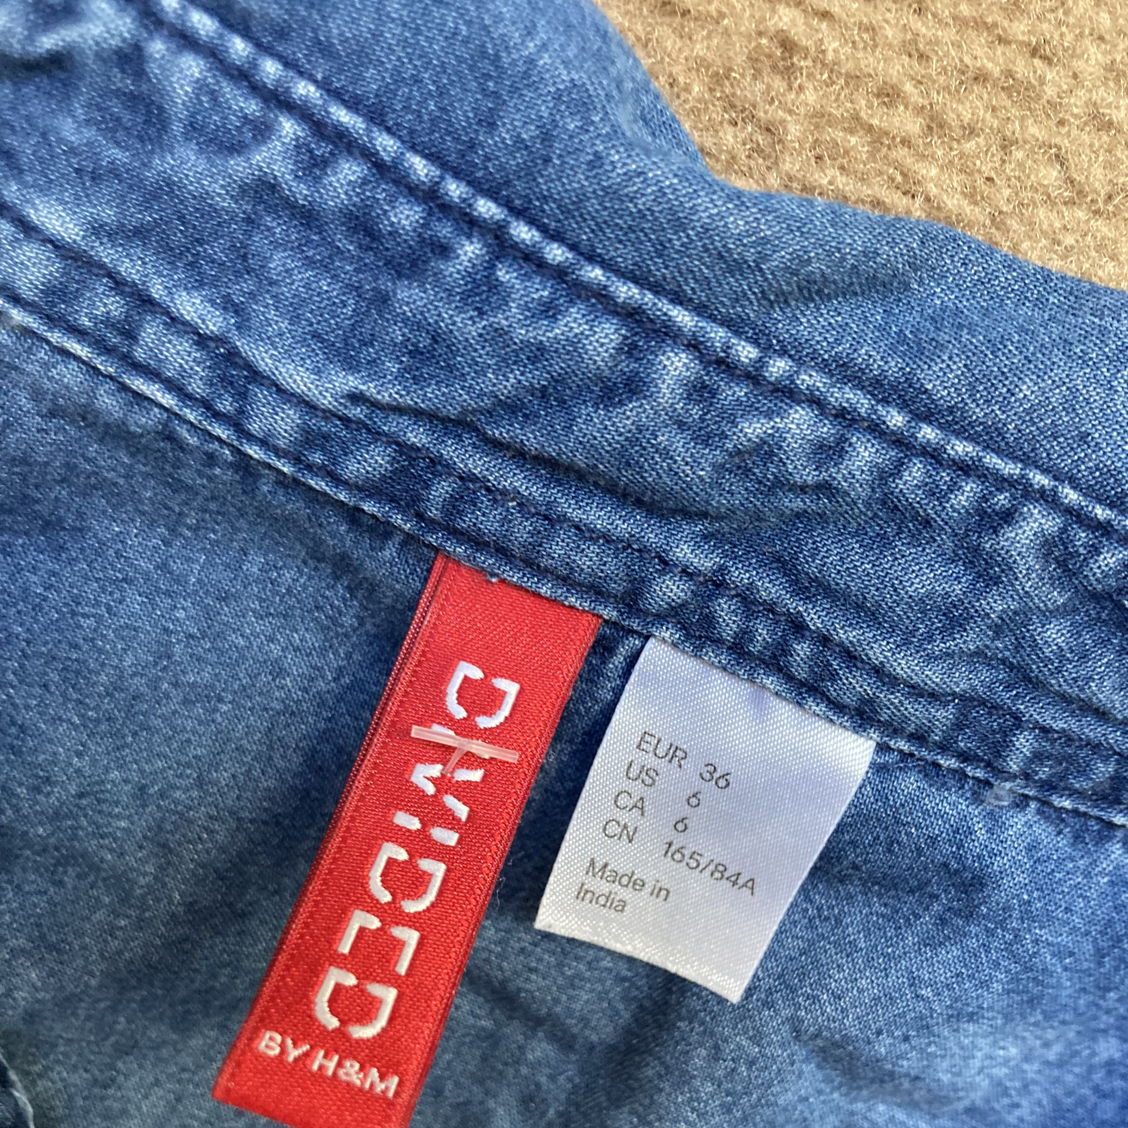 DIVIDED
BY H&M
EUR 36
US 6
CA 6
CN 165/84A
Made in
India